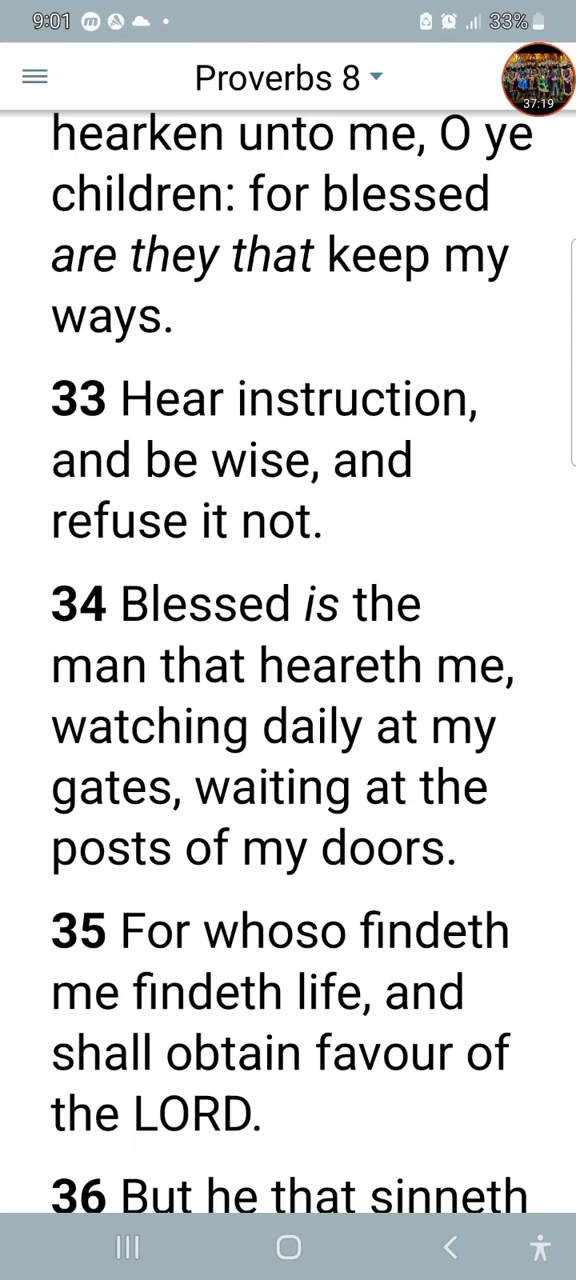 9:01
33%
Proverbs 8
37:19
hearken unto me, O ye
children: for blessed
are they that keep my
ways.
33 Hear instruction,
and be wise, and
refuse it not.
34 Blessed is the
man that heareth me,
watching daily at my
gates, waiting at the
posts of my doors.
35 For whoso findeth
me findeth life, and
shall obtain favour of
the LORD.
36 But he that sinneth